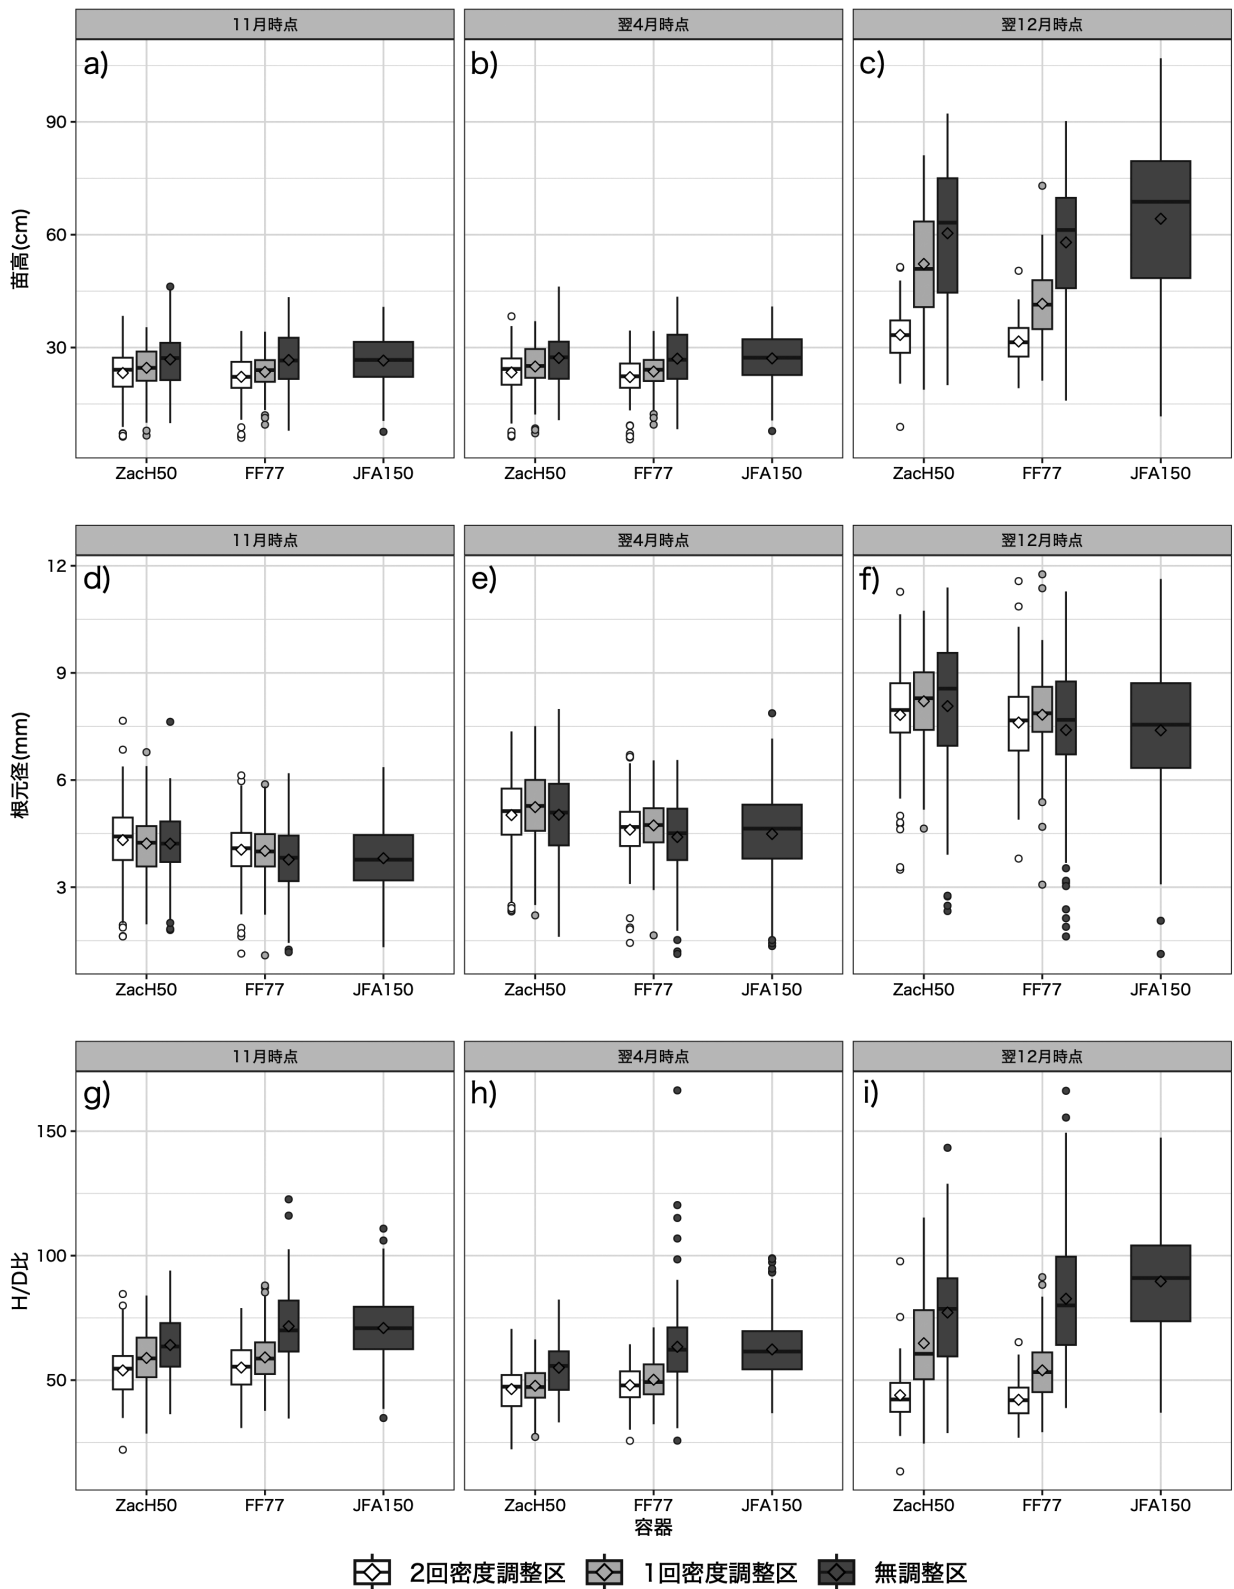 11月時点 翌4月時点 翌12月時点
a) b) c)
90
60
30
苗高(cm)
ZacH50 FF77 JFA150 ZacH50 FF77 JFA150 ZacH50 FF77 JFA150
11月時点 翌4月時点 翌12月時点
d) e) f)
12
9
6
3
根元径(mm)
ZacH50 FF77 JFA150 ZacH50 FF77 JFA150 ZacH50 FF77 JFA150
11月時点 翌4月時点 翌12月時点
g) h) i)
150
100
50
H/D比
ZacH50 FF77 JFA150 ZacH50 FF77 JFA150 ZacH50 FF77 JFA150
容器
2回密度調整区 1回密度調整区 無調整区